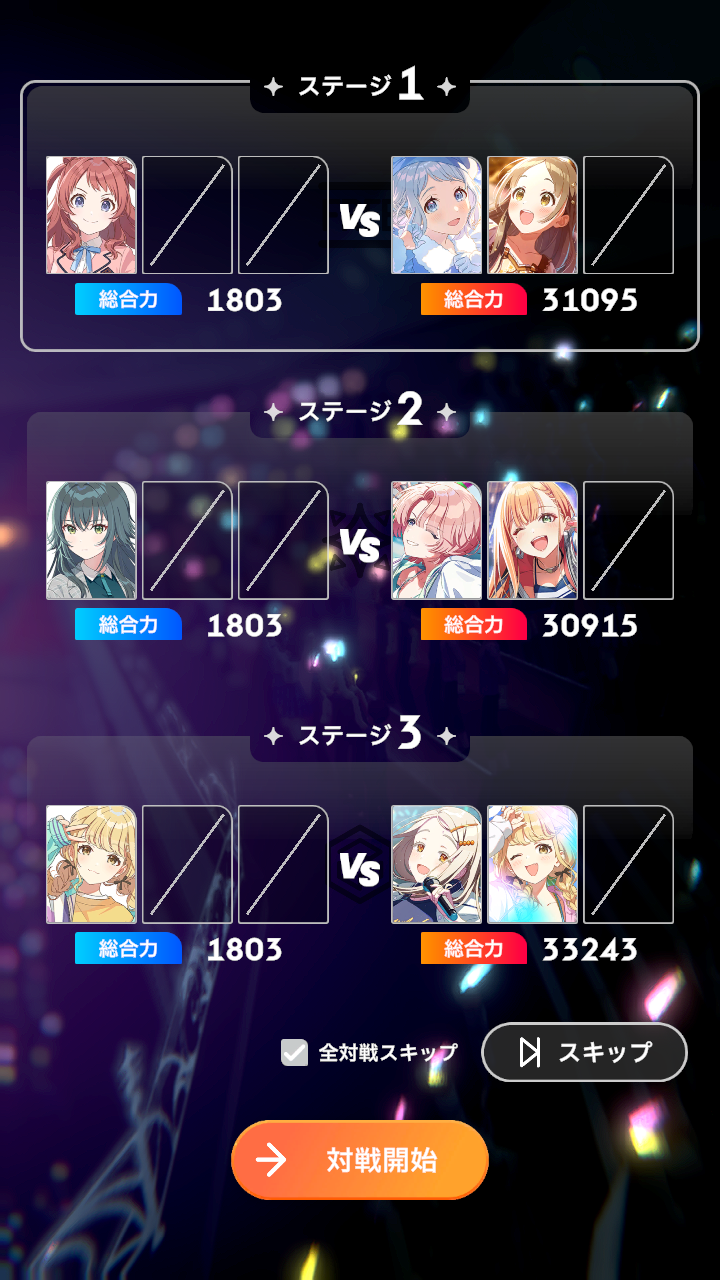 ステージ1
VS
総合力 1803 総合力 31095
ステージ2
VS
総合力 1803 総合力 30915
ステージ3
VS
総合力 1803 総合力 33243
全対戦スキップ スキップ
対戦開始